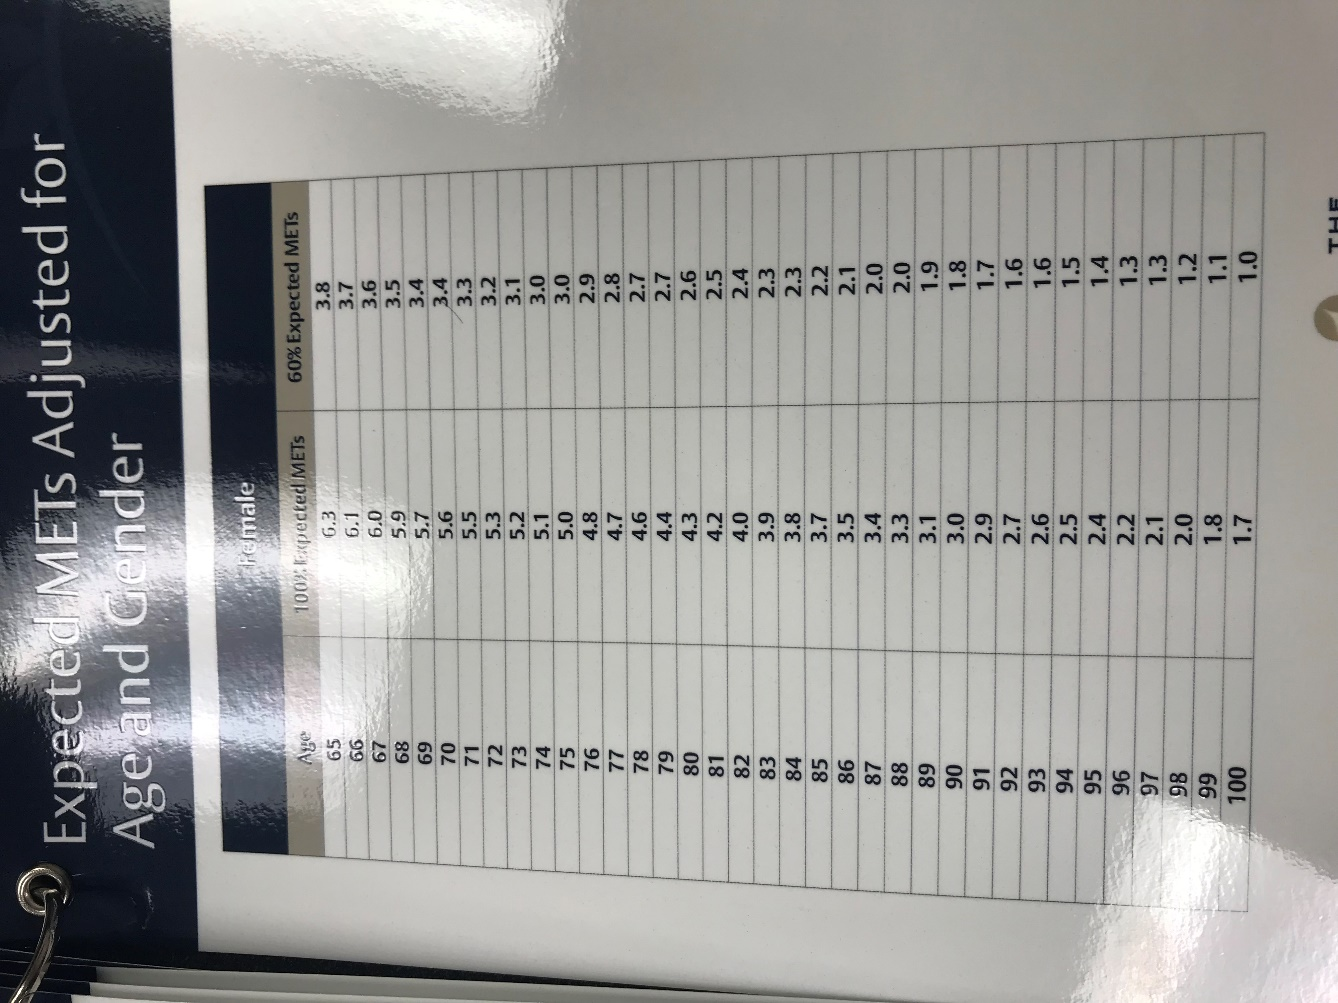 Expected METs Adjusted for
Age and Gender
Female
Age 100% Expected METs 60% Expected METs
65 6.3 3.8
66 6.1 3.7
67 6.0 3.6
68 5.9 3.5
69 5.7 3.4
70 5.6 3.4
71 5.5 3.3
72 5.3 3.2
73 5.2 3.1
74 5.1 3.0
75 5.0 3.0
76 4.8 2.9
77 4.7 2.8
78 4.6 2.7
79 4.4 2.7
80 4.3 2.6
81 4.2 2.5
82 4.0 2.4
83 3.9 2.3
84 3.8 2.3
85 3.7 2.2
86 3.5 2.1
87 3.4 2.0
88 3.3 2.0
89 3.1 1.9
90 3.0 1.8
91 2.9 1.7
92 2.7 1.6
93 2.6 1.6
94 2.5 1.5
95 2.4 1.4
96 2.2 1.3
97 2.1 1.3
98 2.0 1.2
99 1.8 1.1
100 1.7 1.0
THE